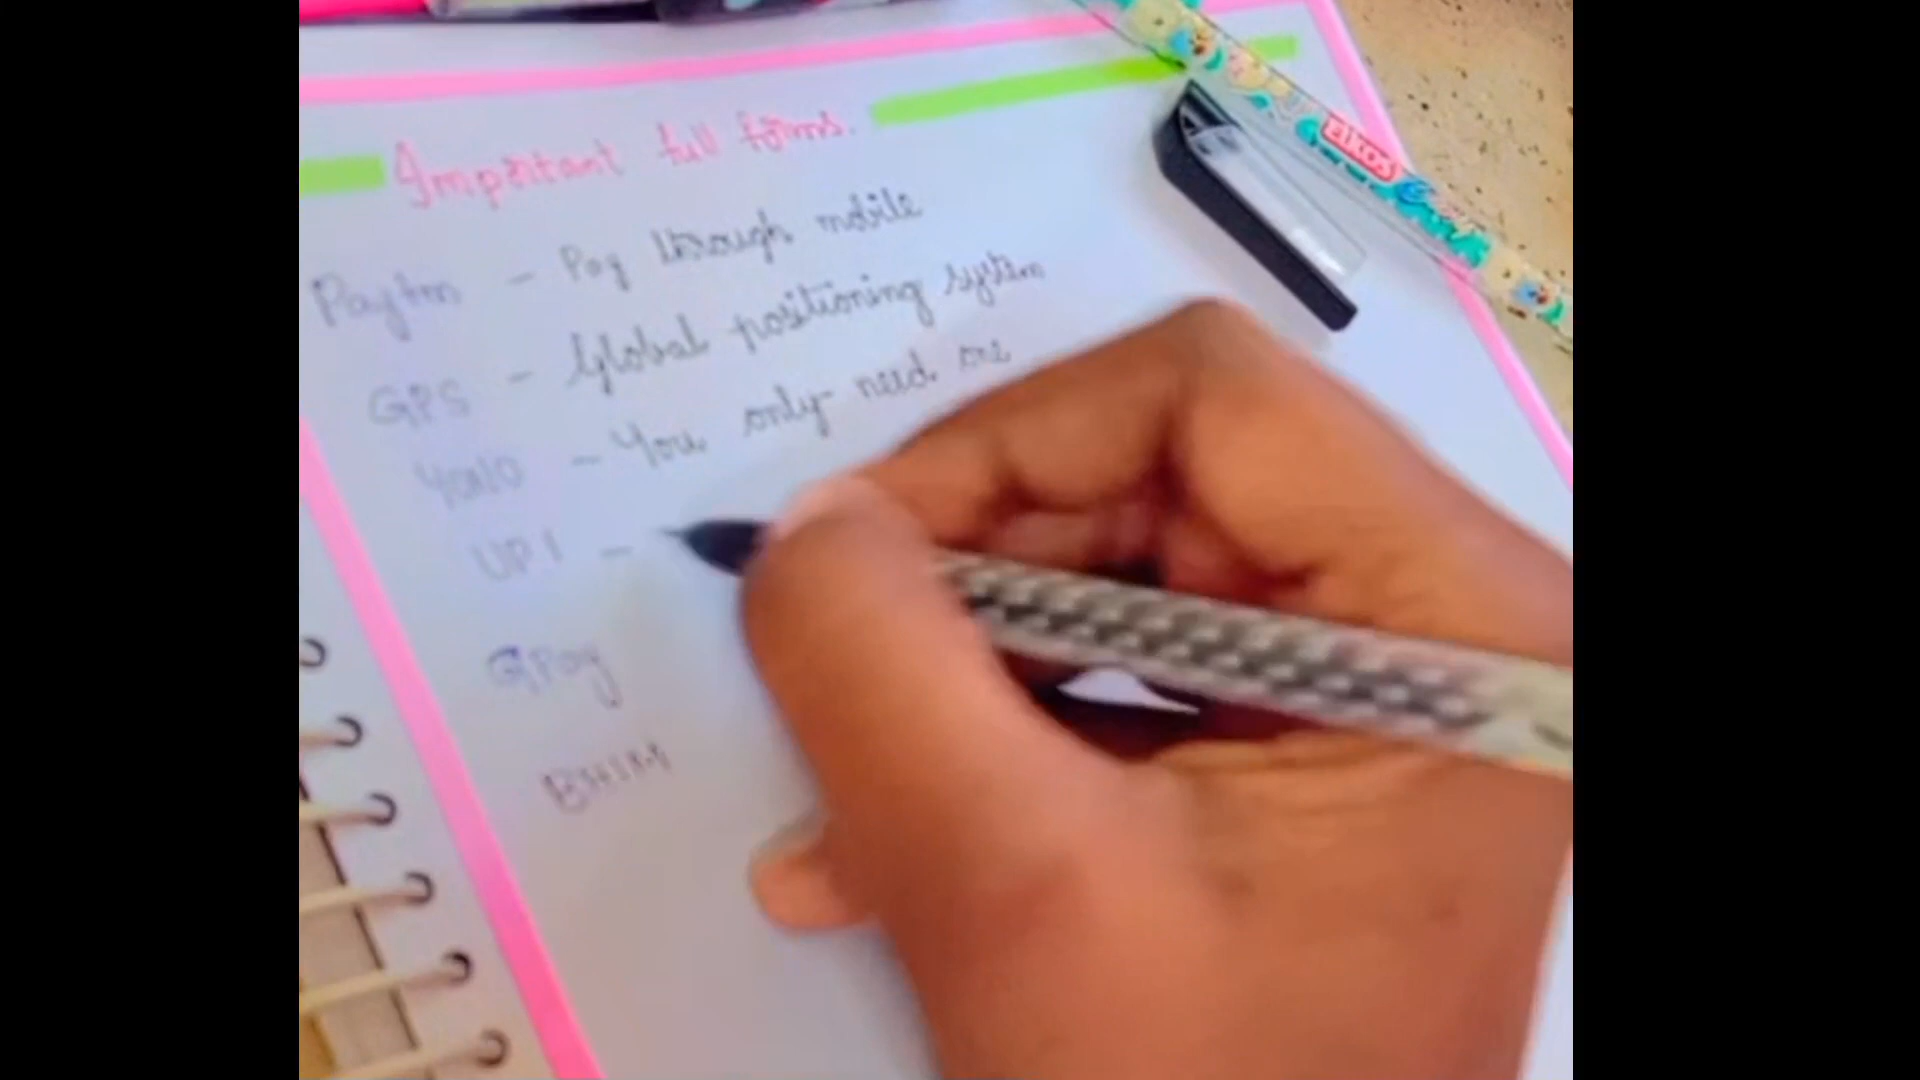 Important full forms.
Paytm - Pay through mobile
GPS - Global positioning system
YONO - You only need one
UPI -
GPay
BHIM
elkos